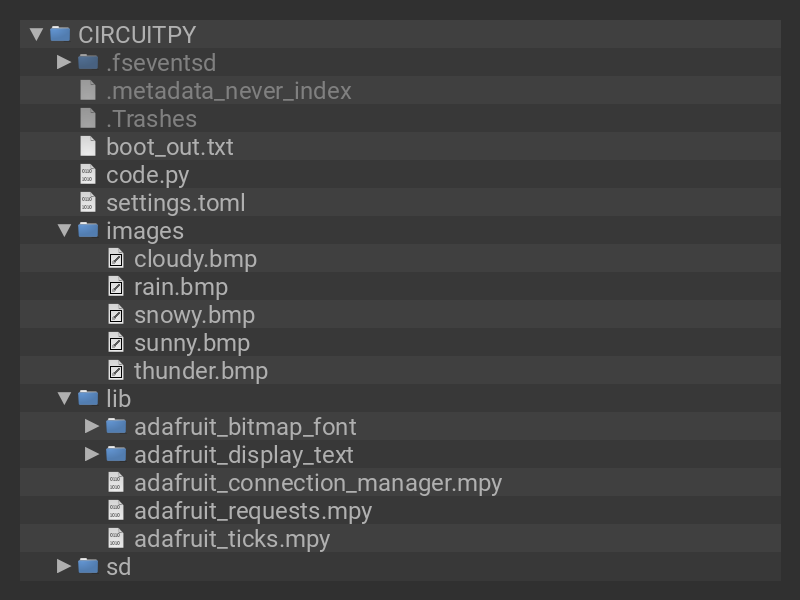 CIRCUITPY
.fseventsd
.metadata_never_index
.Trashes
boot_out.txt
code.py
settings.toml
images
cloudy.bmp
rain.bmp
snowy.bmp
sunny.bmp
thunder.bmp
lib
adafruit_bitmap_font
adafruit_display_text
adafruit_connection_manager.mpy
adafruit_requests.mpy
adafruit_ticks.mpy
sd